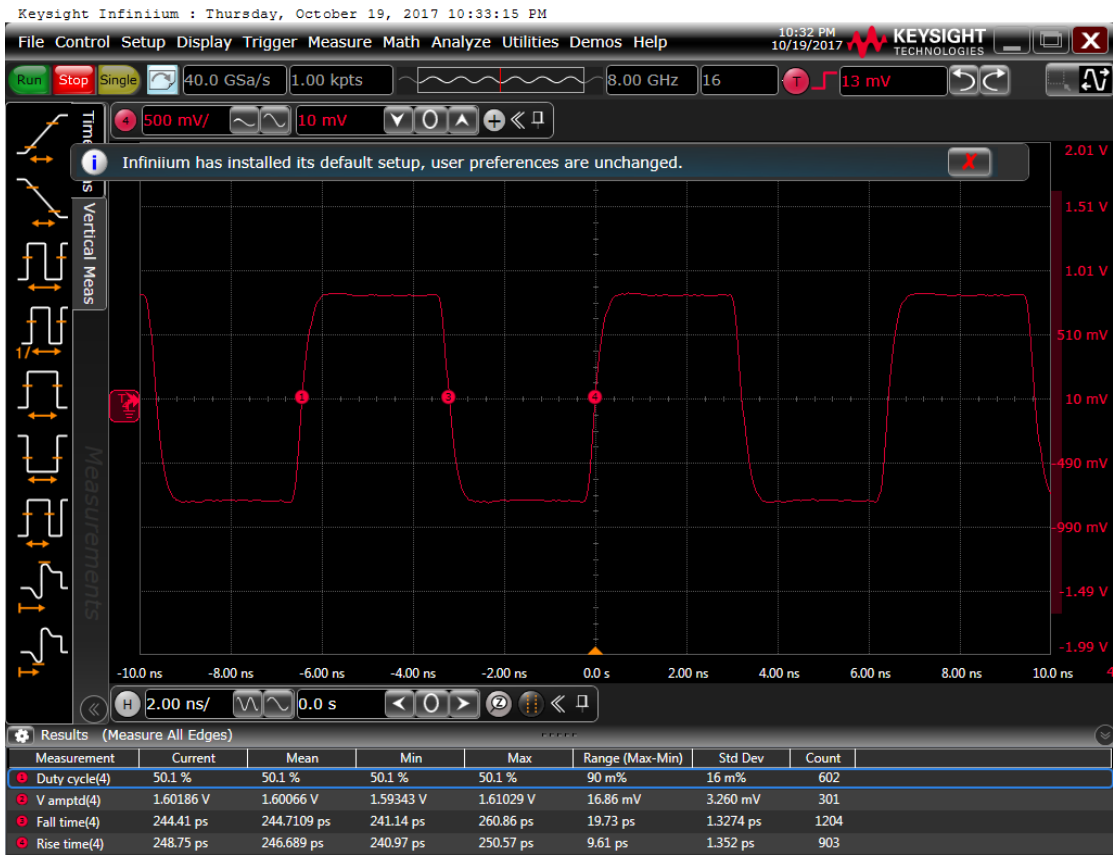 Keysight Infiniium : Thursday, October 19, 2017 10:33:15 PM
File Control Setup Display Trigger Measure Math Analyze Utilities Demos Help
10:32 PM
10/19/2017
KEYSIGHT
TECHNOLOGIES
Run Stop Single 40.0 GSa/s 1.00 kpts 8.00 GHz 16 T 13 mV
4 500 mV/ 10 mV
i Infiniium has installed its default setup, user preferences are unchanged. X
Vertical Meas
Measurements
1/
2.01 V
1.51 V
1.01 V
510 mV
10 mV
-490 mV
-990 mV
-1.49 V
-1.99 V
T
1 3 4
-10.0 ns -8.00 ns -6.00 ns -4.00 ns -2.00 ns 0.0 s 2.00 ns 4.00 ns 6.00 ns 8.00 ns 10.0 ns
H 2.00 ns/ 0.0 s
Results (Measure All Edges)
Measurement Current Mean Min Max Range (Max-Min) Std Dev Count
1 Duty cycle(4) 50.1 % 50.1 % 50.1 % 50.1 % 90 m% 16 m% 602
2 V amptd(4) 1.60186 V 1.60066 V 1.59343 V 1.61029 V 16.86 mV 3.260 mV 301
3 Fall time(4) 244.41 ps 244.7109 ps 241.14 ps 260.86 ps 19.73 ps 1.3274 ps 1204
4 Rise time(4) 248.75 ps 246.689 ps 240.97 ps 250.57 ps 9.61 ps 1.352 ps 903